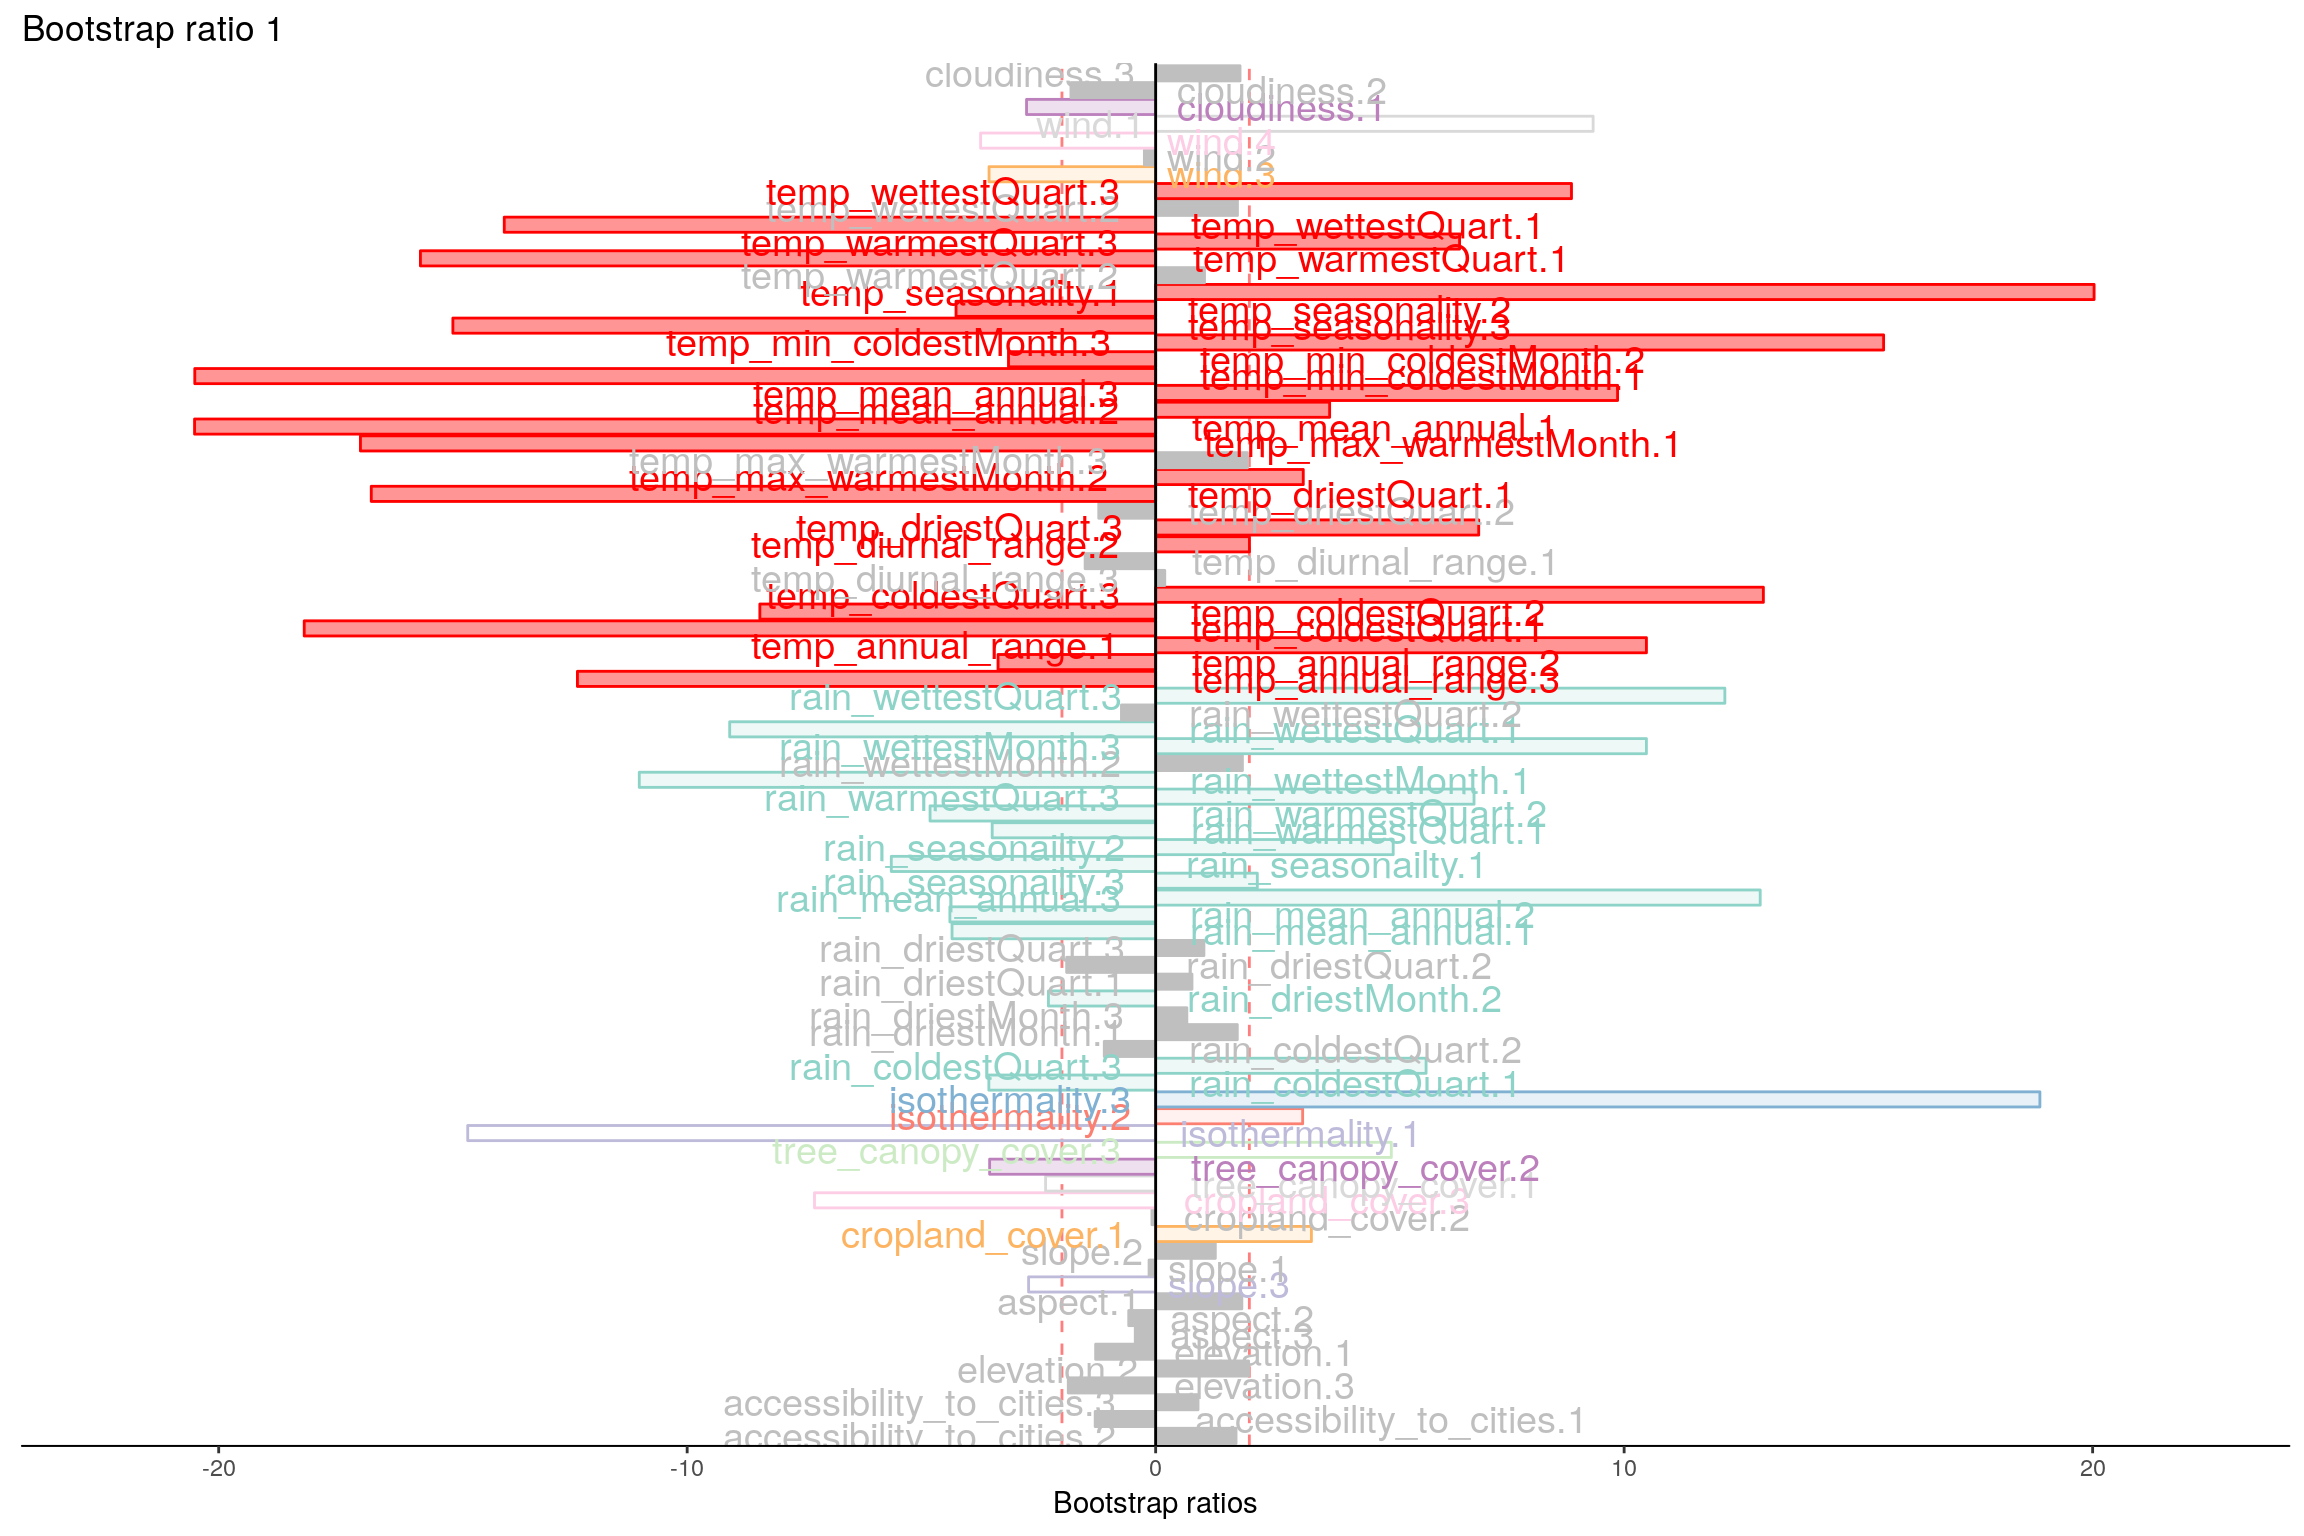 Bootstrap ratio 1
cloudiness.3
cloudiness.2
cloudiness.1
wind.1
wind.4
wind.2
wind.3
temp_wettestQuart.3
temp_wettestQuart.2
temp_wettestQuart.1
temp_warmestQuart.3
temp_warmestQuart.1
temp_warmestQuart.2
temp_seasonality.1
temp_seasonality.2
temp_seasonality.3
temp_min_coldestMonth.3
temp_min_coldestMonth.2
temp_min_coldestMonth.1
temp_mean_annual.3
temp_mean_annual.2
temp_mean_annual.1
temp_max_warmestMonth.1
temp_max_warmestMonth.3
temp_max_warmestMonth.2
temp_driestQuart.1
temp_driestQuart.2
temp_driestQuart.3
temp_diurnal_range.2
temp_diurnal_range.1
temp_diurnal_range.3
temp_coldestQuart.3
temp_coldestQuart.2
temp_coldestQuart.1
temp_annual_range.1
temp_annual_range.2
temp_annual_range.3
rain_wettestQuart.3
rain_wettestQuart.2
rain_wettestQuart.1
rain_wettestMonth.3
rain_wettestMonth.2
rain_wettestMonth.1
rain_warmestQuart.3
rain_warmestQuart.2
rain_warmestQuart.1
rain_seasonailty.2
rain_seasonailty.1
rain_seasonailty.3
rain_mean_annual.3
rain_mean_annual.2
rain_mean_annual.1
rain_driestQuart.3
rain_driestQuart.2
rain_driestQuart.1
rain_driestMonth.2
rain_driestMonth.3
rain_driestMonth.1
rain_coldestQuart.2
rain_coldestQuart.3
rain_coldestQuart.1
isothermality.3
isothermality.2
isothermality.1
tree_canopy_cover.3
tree_canopy_cover.2
tree_canopy_cover.1
cropland_cover.3
cropland_cover.2
cropland_cover.1
slope.2
slope.1
slope.3
aspect.1
aspect.2
aspect.3
elevation.1
elevation.2
elevation.3
accessibility_to_cities.3
accessibility_to_cities.1
accessibility_to_cities.2
-20 -10 0 10 20
Bootstrap ratios